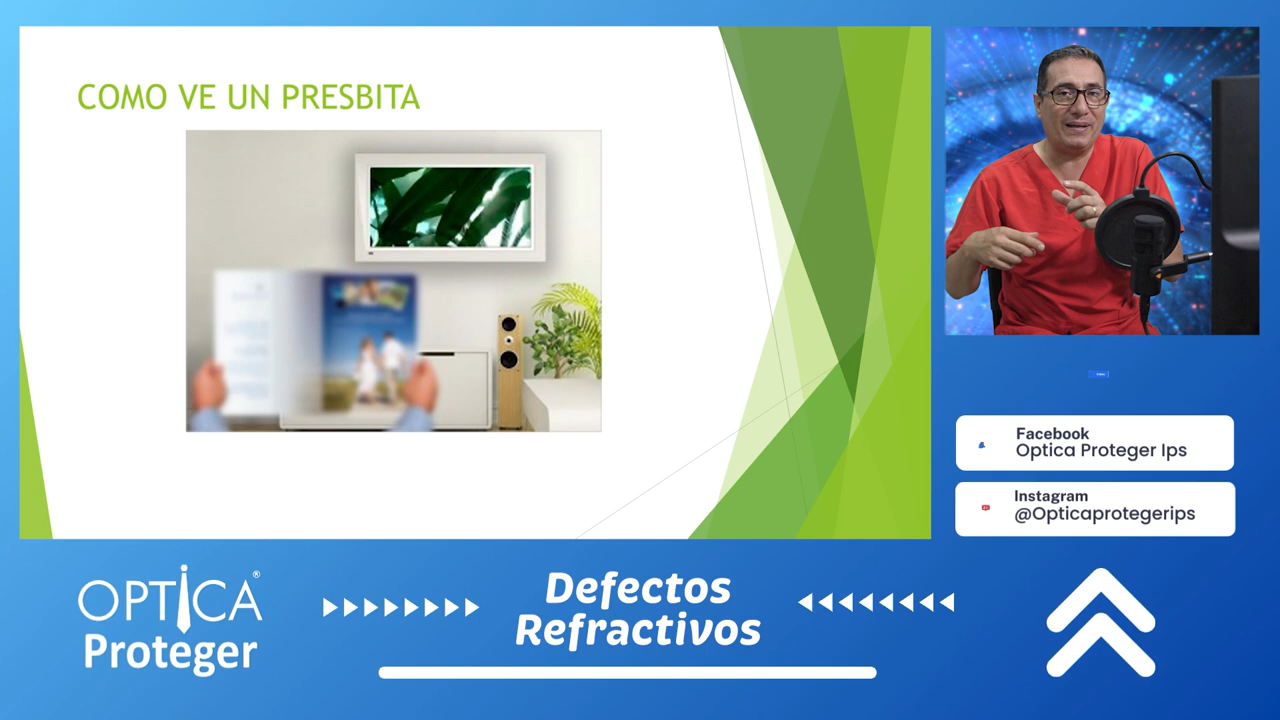 COMO VE UN PRESBITA
Facebook
Optica Proteger Ips
Instagram
@Opticaprotegerips
OPTICA®
Proteger
Defectos
Refractivos